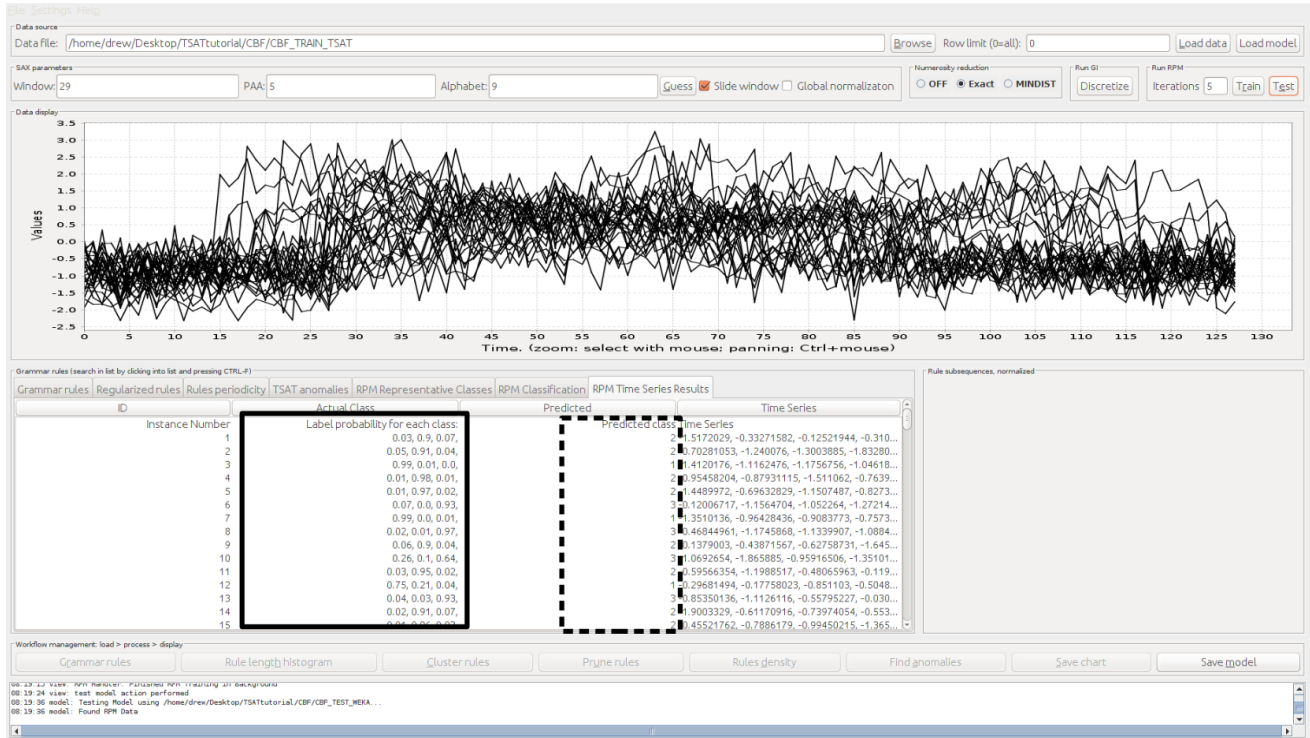 File Settings Help
Data source
Data file: /home/drew/Desktop/TSATtutorial/CBF/CBF_TRAIN_TSAT Browse Row limit (0=all): 0 Load data Load model
SAX parameters Numerosity reduction Run GI Run RPM
Window: 29 PAA: 5 Alphabet: 9 Guess Slide window Global normalizaton OFF Exact MINDIST Discretize Iterations 5 Train Test
Data display
3.5
3.0
2.5
2.0
1.5
1.0
0.5
0.0
-0.5
-1.0
-1.5
-2.0
-2.5
Values
0 5 10 15 20 25 30 35 40 45 50 55 60 65 70 75 80 85 90 95 100 105 110 115 120 125 130
Time. (zoom: select with mouse; panning: Ctrl+mouse)
Grammar rules (search in list by clicking into list and pressing CTRL-F) Rule subsequences, normalized
Grammar rules Regularized rules Rules periodicity TSAT anomalies RPM Representative Classes RPM Classification RPM Time Series Results
ID Actual Class Predicted Time Series
Instance Number Label probability for each class: Predicted class Time Series
1 0.03, 0.9, 0.07, 2 -1.5172029, -0.33271582, -0.12521944, -0.310...
2 0.05, 0.91, 0.04, 2 0.70281053, -1.240076, -1.3003885, -1.83280...
3 0.99, 0.01, 0.0, 1 1.4120176, -1.1162476, -1.1756756, -1.04618...
4 0.01, 0.98, 0.01, 2 0.95458204, -0.87931115, -1.511062, -0.7639...
5 0.01, 0.97, 0.02, 2 1.4489972, -0.69632829, -1.1507487, -0.8273...
6 0.07, 0.0, 0.93, 3 -0.12006717, -1.1564704, -1.052264, -1.27214...
7 0.99, 0.0, 0.01, 1 1.3510136, -0.96428436, -0.9083773, -0.7573...
8 0.02, 0.01, 0.97, 3 0.46844961, -1.1745868, -1.1339907, -1.0884...
9 0.06, 0.9, 0.04, 2 0.1379003, -0.43871567, -0.62758731, -1.645...
10 0.26, 0.1, 0.64, 3 1.0692654, -1.865885, -0.95916506, -1.35101...
11 0.03, 0.95, 0.02, 2 0.59566354, -1.1988517, -0.48065963, -0.119...
12 0.75, 0.21, 0.04, 1 -0.29681494, -0.17758023, -0.851103, -0.5048...
13 0.04, 0.03, 0.93, 3 -0.85350136, -1.1126116, -0.55795227, -0.030...
14 0.02, 0.91, 0.07, 2 1.9003329, -0.61170916, -0.73974054, -0.553...
15 2 0.45521762, -0.7886179, -0.99450215, -1.365...
Workflow management: load > process > display
Grammar rules Rule length histogram Cluster rules Prune rules Rules density Find anomalies Save chart Save model
08:19:15 view: RPM Handler: Finished RPM Training in Background
08:19:24 view: test model action performed
08:19:36 model: Testing Model using /home/drew/Desktop/TSATtutorial/CBF/CBF_TEST_WEKA...
08:19:36 model: Found RPM Data